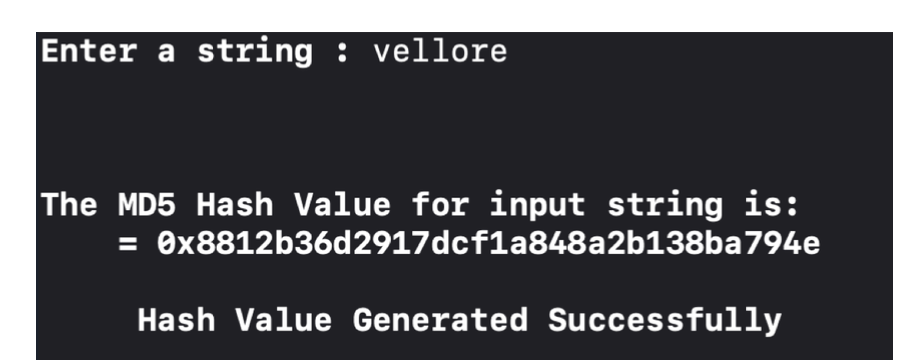 Enter a string : vellore
The MD5 Hash Value for input string is:
= 0x8812b36d2917dcf1a848a2b138ba794e
Hash Value Generated Successfully